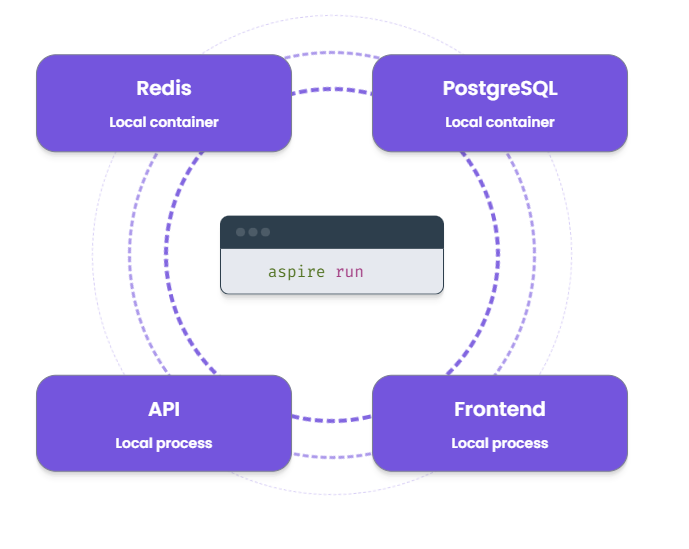 Redis
Local container
PostgreSQL
Local container
aspire run
API
Local process
Frontend
Local process